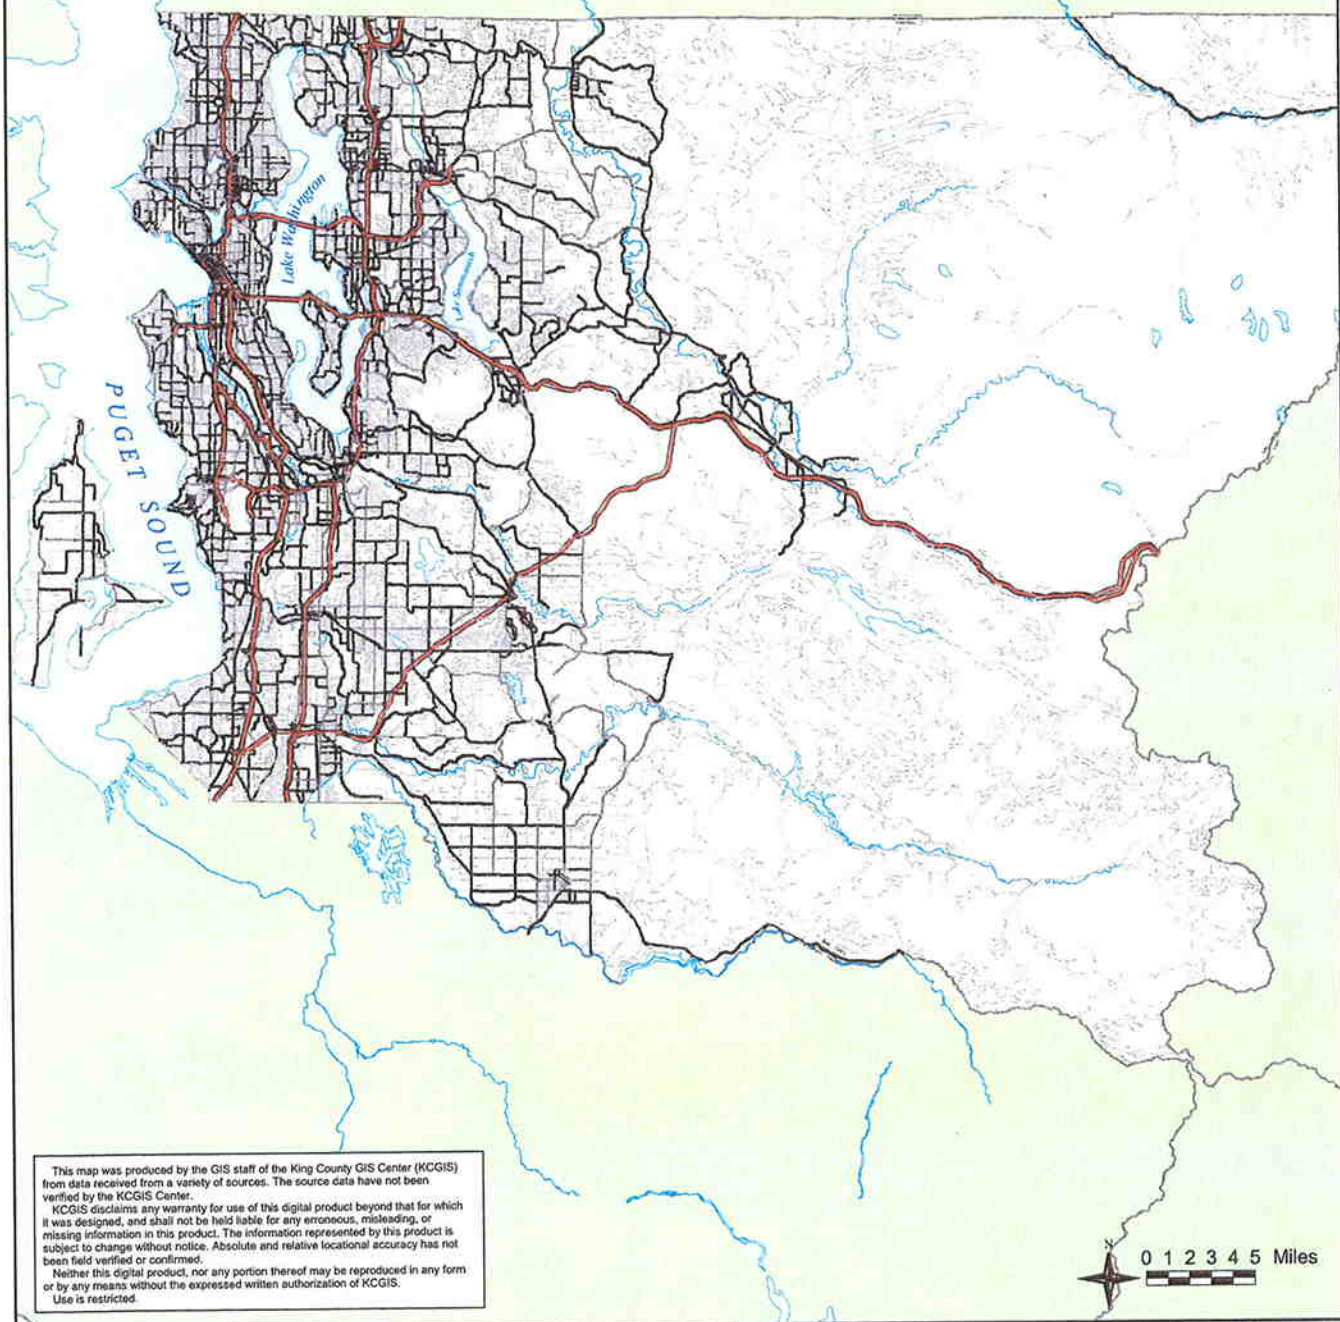 Lake Washington
Lake Sammamish
PUGET SOUND
This map was produced by the GIS staff of the King County GIS Center (KCGIS)
from data received from a variety of sources. The source data have not been
verified by the KCGIS Center.
KCGIS disclaims any warranty for use of this digital product beyond that for which
it was designed, and shall not be held liable for any erroneous, misleading, or
missing information in this product. The information represented by this product is
subject to change without notice. Absolute and relative locational accuracy has not
been field verified or confirmed.
Neither this digital product, nor any portion thereof may be reproduced in any form
or by any means without the expressed written authorization of KCGIS.
Use is restricted.
N
0 1 2 3 4 5 Miles